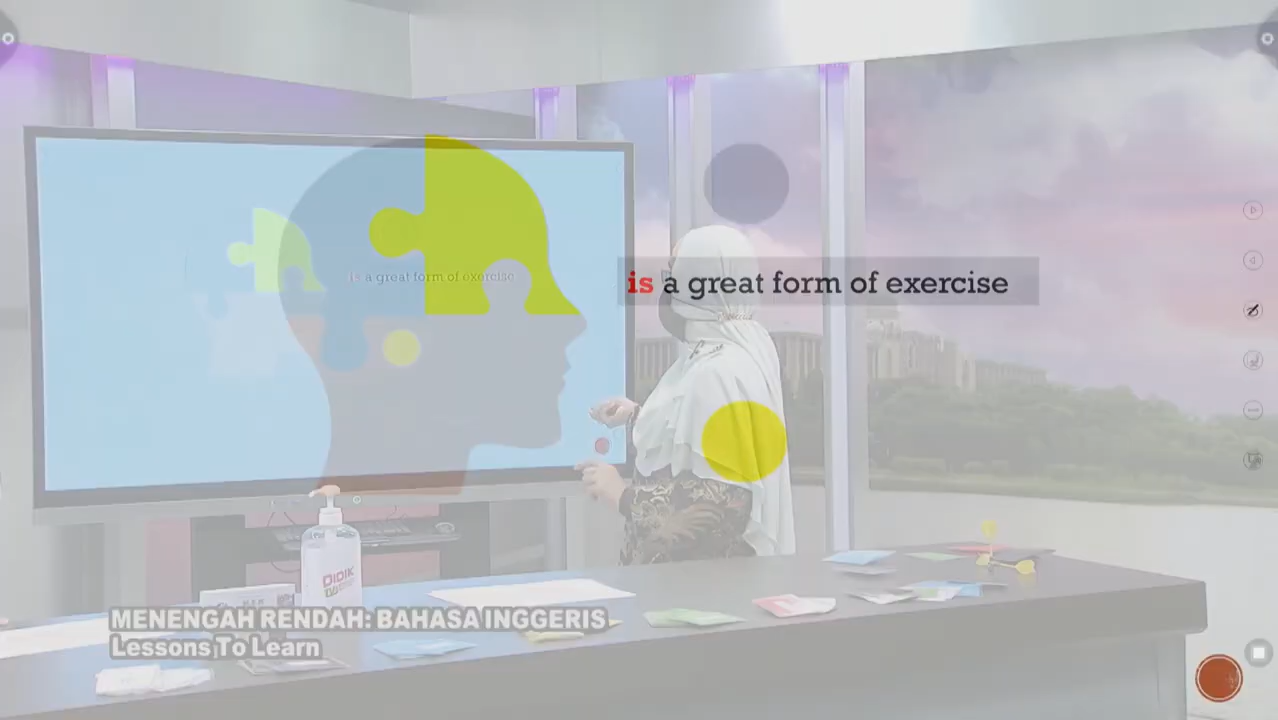 is a great form of exercise
is a great form of exercise
DIDIK
MENENGAH RENDAH: BAHASA INGGERIS
Lessons To Learn